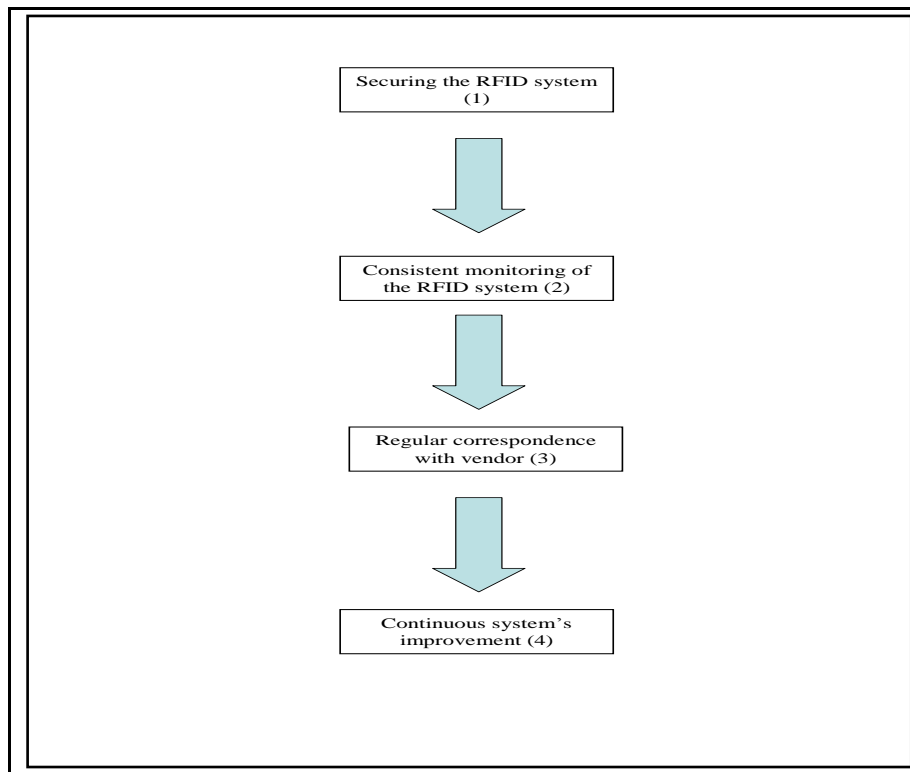 Securing the RFID system
(1)
Consistent monitoring of
the RFID system (2)
Regular correspondence
with vendor (3)
Continuous system’s
improvement (4)